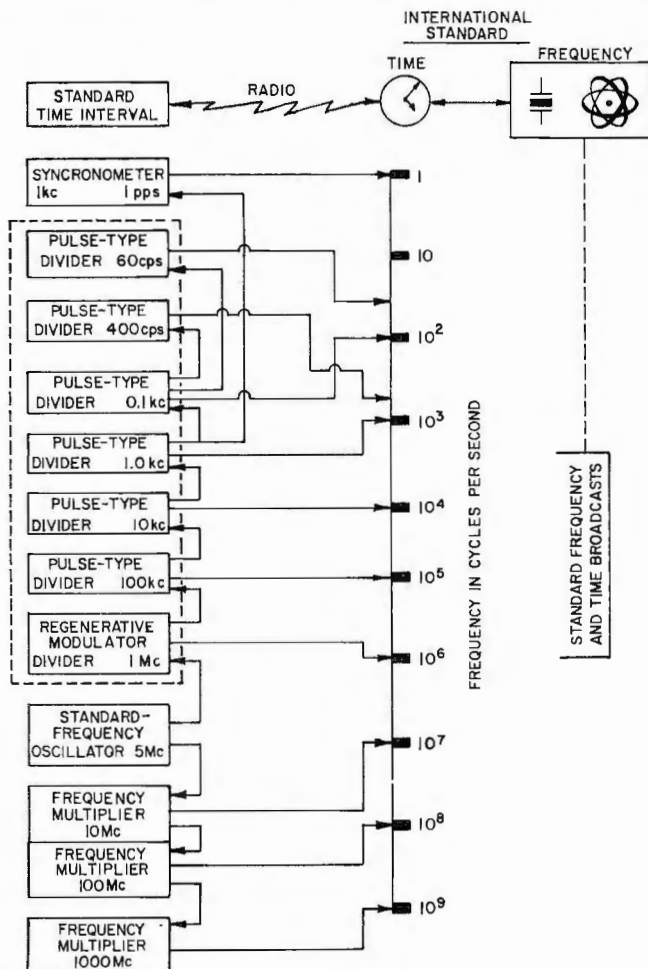 INTERNATIONAL
STANDARD
FREQUENCY
TIME
RADIO
STANDARD
TIME INTERVAL
SYNCRONOMETER
1kc 1pps
1
PULSE-TYPE
DIVIDER 60cps
10
PULSE-TYPE
DIVIDER 400cps
10²
PULSE-TYPE
DIVIDER 0.1kc
10³
PULSE-TYPE
DIVIDER 1.0kc
PULSE-TYPE
DIVIDER 10kc
10⁴
PULSE-TYPE
DIVIDER 100kc
10⁵
REGENERATIVE
MODULATOR
DIVIDER 1Mc
10⁶
STANDARD-
FREQUENCY
OSCILLATOR 5Mc
10⁷
FREQUENCY
MULTIPLIER
10Mc
10⁸
FREQUENCY
MULTIPLIER
100Mc
10⁹
FREQUENCY
MULTIPLIER
1000Mc
FREQUENCY IN CYCLES PER SECOND
STANDARD FREQUENCY
AND TIME BROADCASTS